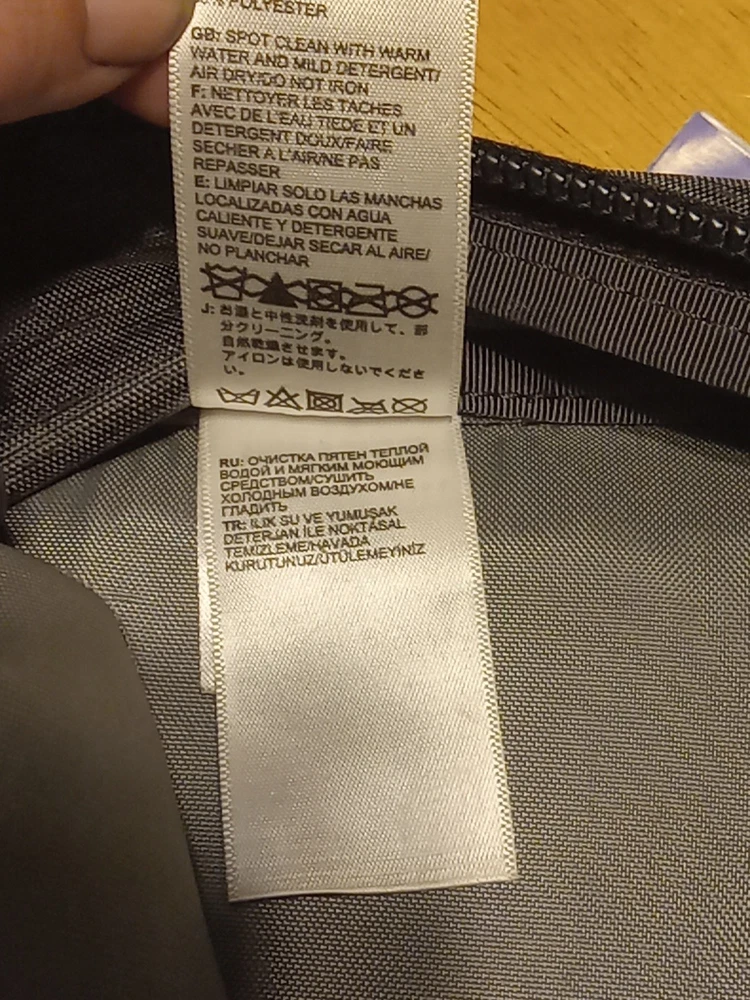 POLYESTER
GB: SPOT CLEAN WITH WARM
WATER AND MILD DETERGENT/
AIR DRY/DO NOT IRON
F: NETTOYER LES TACHES
AVEC DE L'EAU TIEDE ET UN
DETERGENT DOUX/FAIRE
SECHER A L'AIR/NE PAS
REPASSER
E: LIMPIAR SOLO LAS MANCHAS
LOCALIZADAS CON AGUA
CALIENTE Y DETERGENTE
SUAVE/DEJAR SECAR AL AIRE/
NO PLANCHAR
J: お湯と中性洗剤を使用して、部
分クリーニング。
自然乾燥させます。
アイロンは使用しないでくださ
い。
RU: ОЧИСТКА ПЯТЕН ТЕПЛОЙ
ВОДОЙ И МЯГКИМ МОЮЩИМ
СРЕДСТВОМ/СУШИТЬ
ХОЛОДНЫМ ВОЗДУХОМ/НЕ
ГЛАДИТЬ
TR: ILIK SU VE YUMUŞAK
DETERJAN İLE NOKTASAL
TEMİZLEME/HAVADA
KURUTUNUZ/ÜTÜLEMEYİNİZ